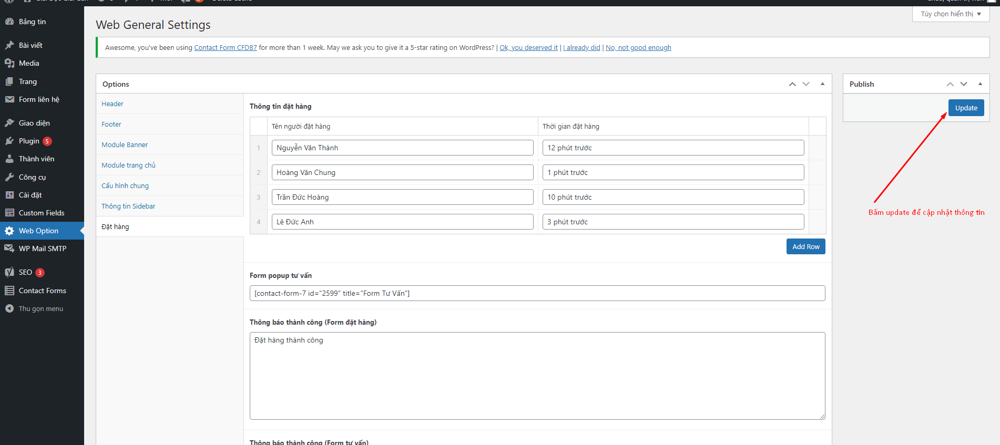 Tùy chọn hiển thị
Bảng tin
Bài viết
Media
Trang
Form liên hệ
Giao diện
Plugin 5
Thành viên
Công cụ
Cài đặt
Custom Fields
Web Option
WP Mail SMTP
SEO 3
Contact Forms
Thu gọn menu
Web General Settings
Awesome, you've been using Contact Form CFDB7 for more than 1 week. May we ask you to give it a 5-star rating on WordPress? | Ok, you deserved it | I already did | No, not good enough
Options
Header
Footer
Module Banner
Module trang chủ
Cấu hình chung
Thông tin Sidebar
Đặt hàng
Thông tin đặt hàng
Tên người đặt hàng Thời gian đặt hàng
1 Nguyễn Văn Thành 12 phút trước
2 Hoàng Văn Chung 1 phút trước
3 Trần Đức Hoàng 10 phút trước
4 Lê Đức Anh 3 phút trước
Add Row
Form popup tư vấn
[contact-form-7 id="2599" title="Form Tư Vấn"]
Thông báo thành công (Form đặt hàng)
Đặt hàng thành công
Thông báo thành công (Form tư vấn)
Publish
Update
Bấm update để cập nhật thông tin